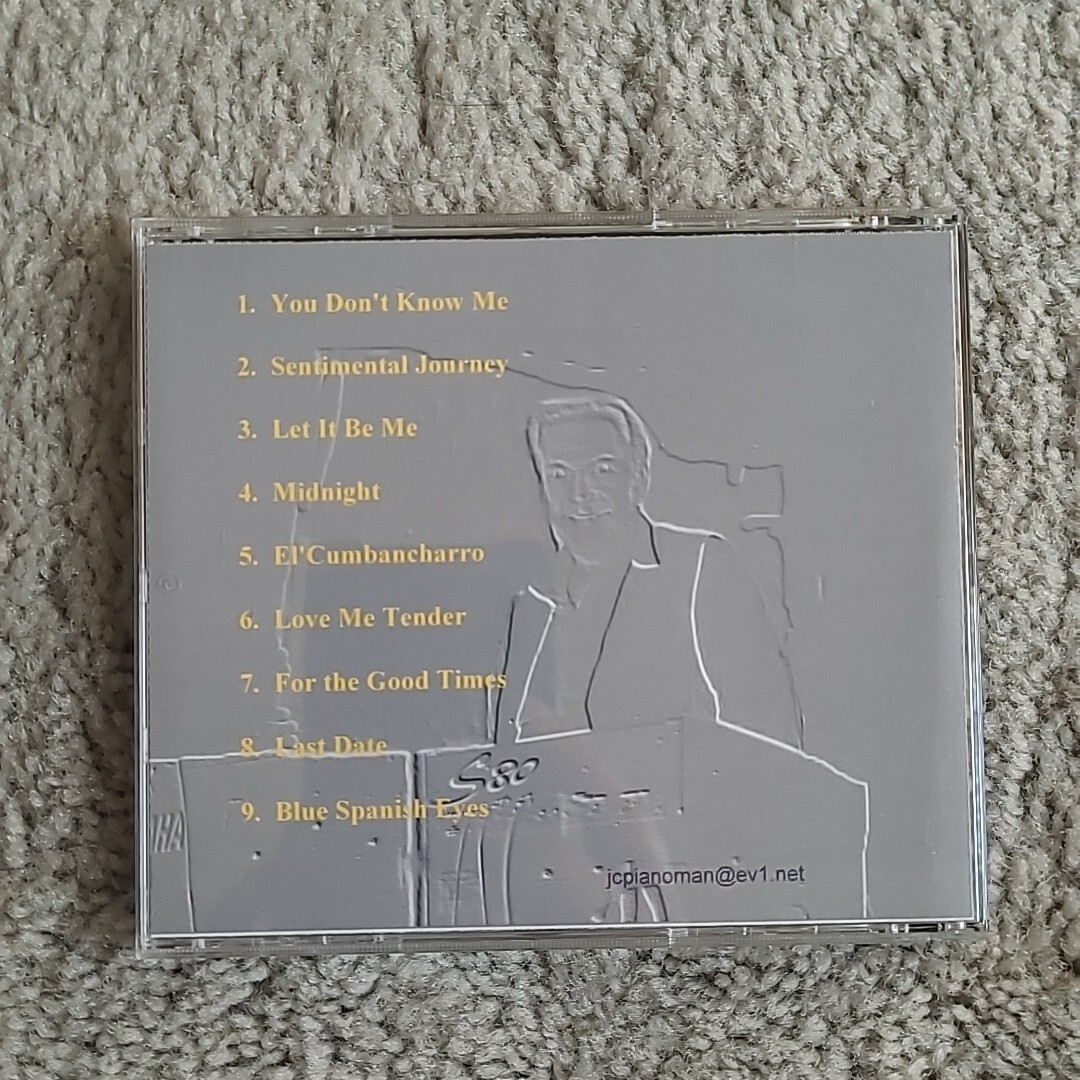 1. You Don't Know Me
2. Sentimental Journey
3. Let It Be Me
4. Midnight
5. El'Cumbancharro
6. Love Me Tender
7. For the Good Times
8. Last Date
S80
9. Blue Spanish Eyes
HA
jcpianoman@ev1.net